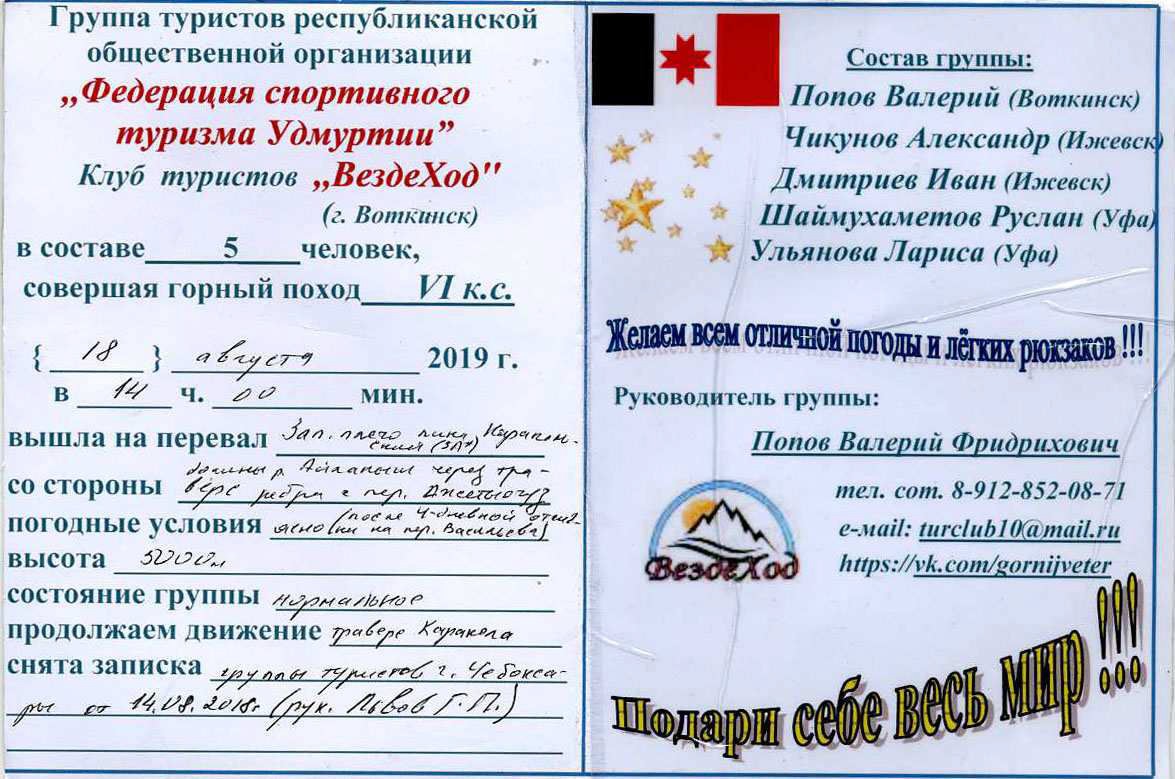 Группа туристов республиканской
общественной организации
„Федерация спортивного
туризма Удмуртии”
Клуб туристов „ВездеХод"
(г. Воткинск)
в составе 5 человек,
совершая горный поход VI к.с.
{ 18 } августа 2019 г.
в 14 ч. 00 мин.
вышла на перевал Зап. плечо пика Каракол-
ский (3А*)
со стороны долины р. Айланыш через тра-
верс ребра с пер. Джетыогуз
погодные условия ясно (после 4-дневной отсид-
ки на пер. Васильева)
высота 5000м
состояние группы нормальное
продолжаем движение траверс Каракола
снята записка группы туристов г. Чебокса-
ры от 14.08.2018г (рук. Львов Г.П.)
Состав группы:
Попов Валерий (Воткинск)
Чикунов Александр (Ижевск)
Дмитриев Иван (Ижевск)
Шаймухаметов Руслан (Уфа)
Ульянова Лариса (Уфа)
Желаем всем отличной погоды и лёгких рюкзаков !!!
Руководитель группы:
Попов Валерий Фридрихович
тел. сот. 8-912-852-08-71
е-маil: turclub10@mail.ru
https://vk.com/gornijveter
ВездеХод
Подари себе весь мир !!!